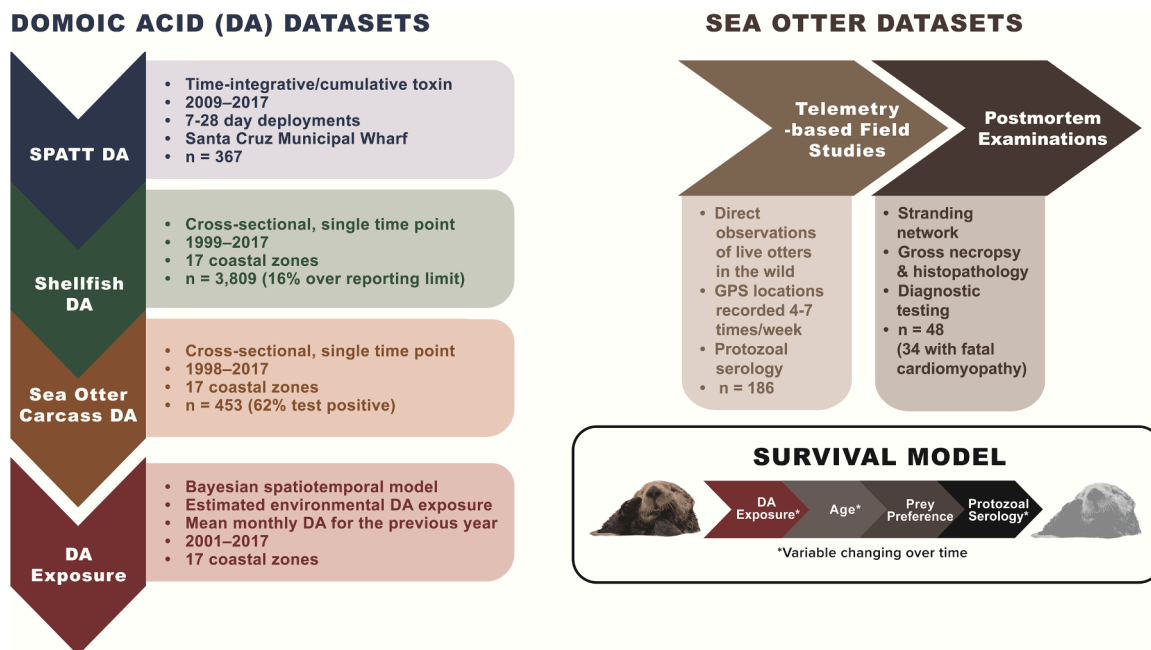 DOMOIC ACID (DA) DATASETS
SPATT DA
• Time-integrative/cumulative toxin
• 2009–2017
• 7-28 day deployments
• Santa Cruz Municipal Wharf
• n = 367
Shellfish
DA
• Cross-sectional, single time point
• 1999–2017
• 17 coastal zones
• n = 3,809 (16% over reporting limit)
Sea Otter
Carcass DA
• Cross-sectional, single time point
• 1998–2017
• 17 coastal zones
• n = 453 (62% test positive)
DA
Exposure
• Bayesian spatiotemporal model
• Estimated environmental DA exposure
• Mean monthly DA for the previous year
• 2001–2017
• 17 coastal zones
SEA OTTER DATASETS
Telemetry
-based Field
Studies
• Direct
observations
of live otters
in the wild
• GPS locations
recorded 4-7
times/week
• Protozoal
serology
• n = 186
Postmortem
Examinations
• Stranding
network
• Gross necropsy
& histopathology
• Diagnostic
testing
• n = 48
(34 with fatal
cardiomyopathy)
SURVIVAL MODEL
DA
Exposure*
Age*
Prey
Preference
Protozoal
Serology*
*Variable changing over time